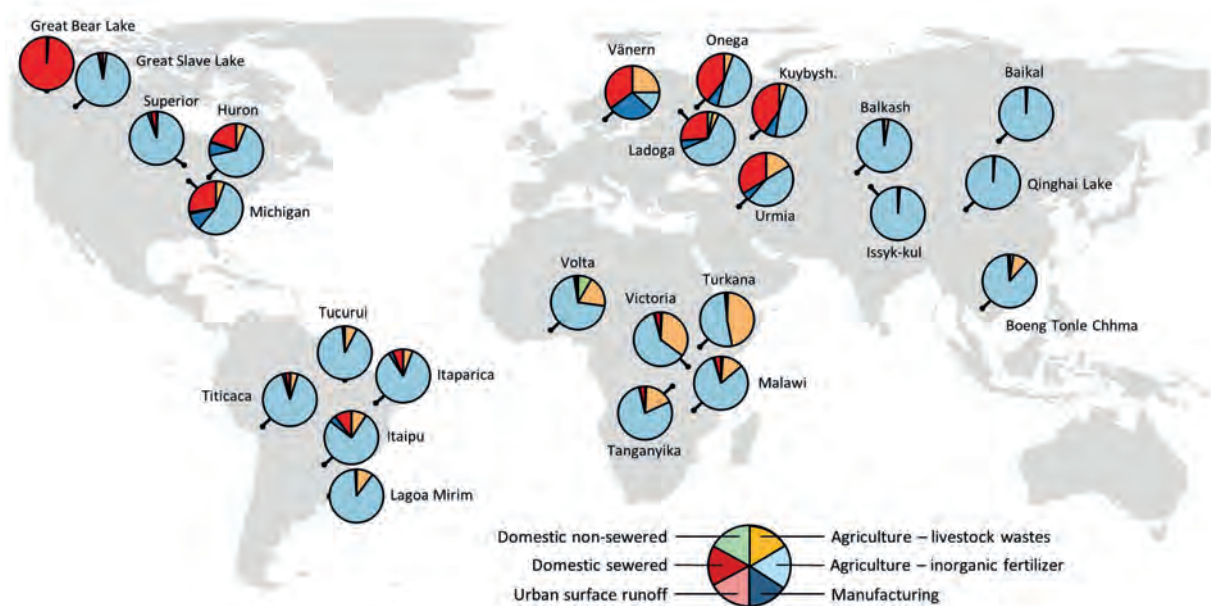 Great Bear Lake
Great Slave Lake
Superior
Huron
Michigan
Vänern
Onega
Kuybysh.
Ladoga
Urmia
Balkash
Baikal
Qinghai Lake
Issyk-kul
Boeng Tonle Chhma
Volta
Victoria
Turkana
Malawi
Tanganyika
Tucurui
Itaparica
Titicaca
Itaipu
Lagoa Mirim
Domestic non-sewered
Domestic sewered
Urban surface runoff
Agriculture – livestock wastes
Agriculture – inorganic fertilizer
Manufacturing